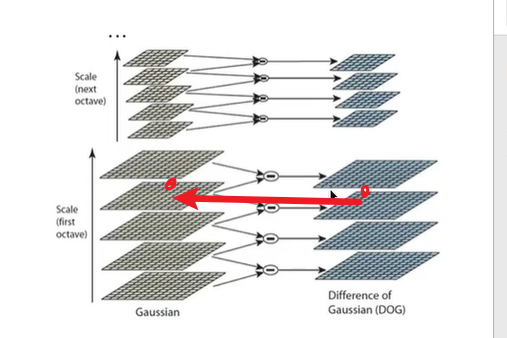 ...
Scale
(next
octave)
Scale
(first
octave)
Gaussian
Difference of
Gaussian (DOG)